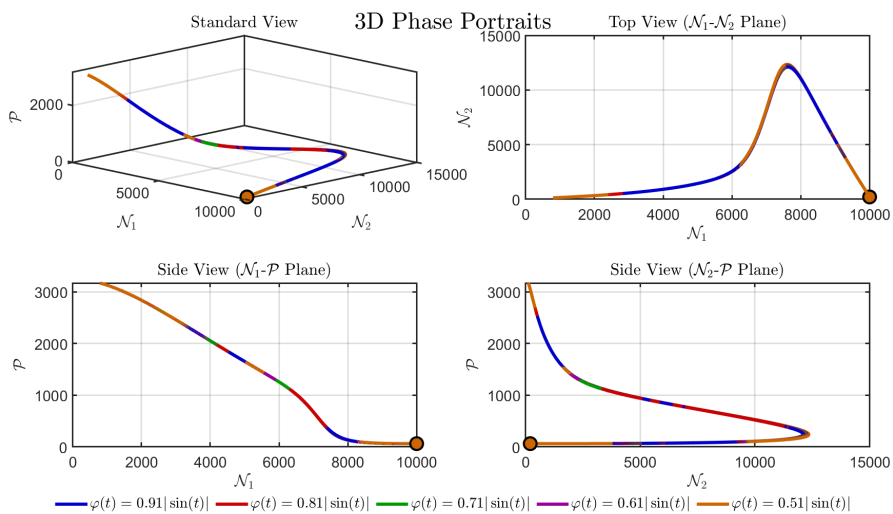 3D Phase Portraits
Standard View
𝒫
2000
0
0
5000
10000
𝒩₁
0
5000
10000
15000
𝒩₂
Top View (𝒩₁-𝒩₂ Plane)
𝒩₂
15000
10000
5000
0
0
2000
4000
6000
8000
10000
𝒩₁
Side View (𝒩₁-𝒫 Plane)
𝒫
3000
2000
1000
0
0
2000
4000
6000
8000
10000
𝒩₁
Side View (𝒩₂-𝒫 Plane)
𝒫
3000
2000
1000
0
0
5000
10000
15000
𝒩₂
φ(t) = 0.91| sin(t)|
φ(t) = 0.81| sin(t)|
φ(t) = 0.71| sin(t)|
φ(t) = 0.61| sin(t)|
φ(t) = 0.51| sin(t)|